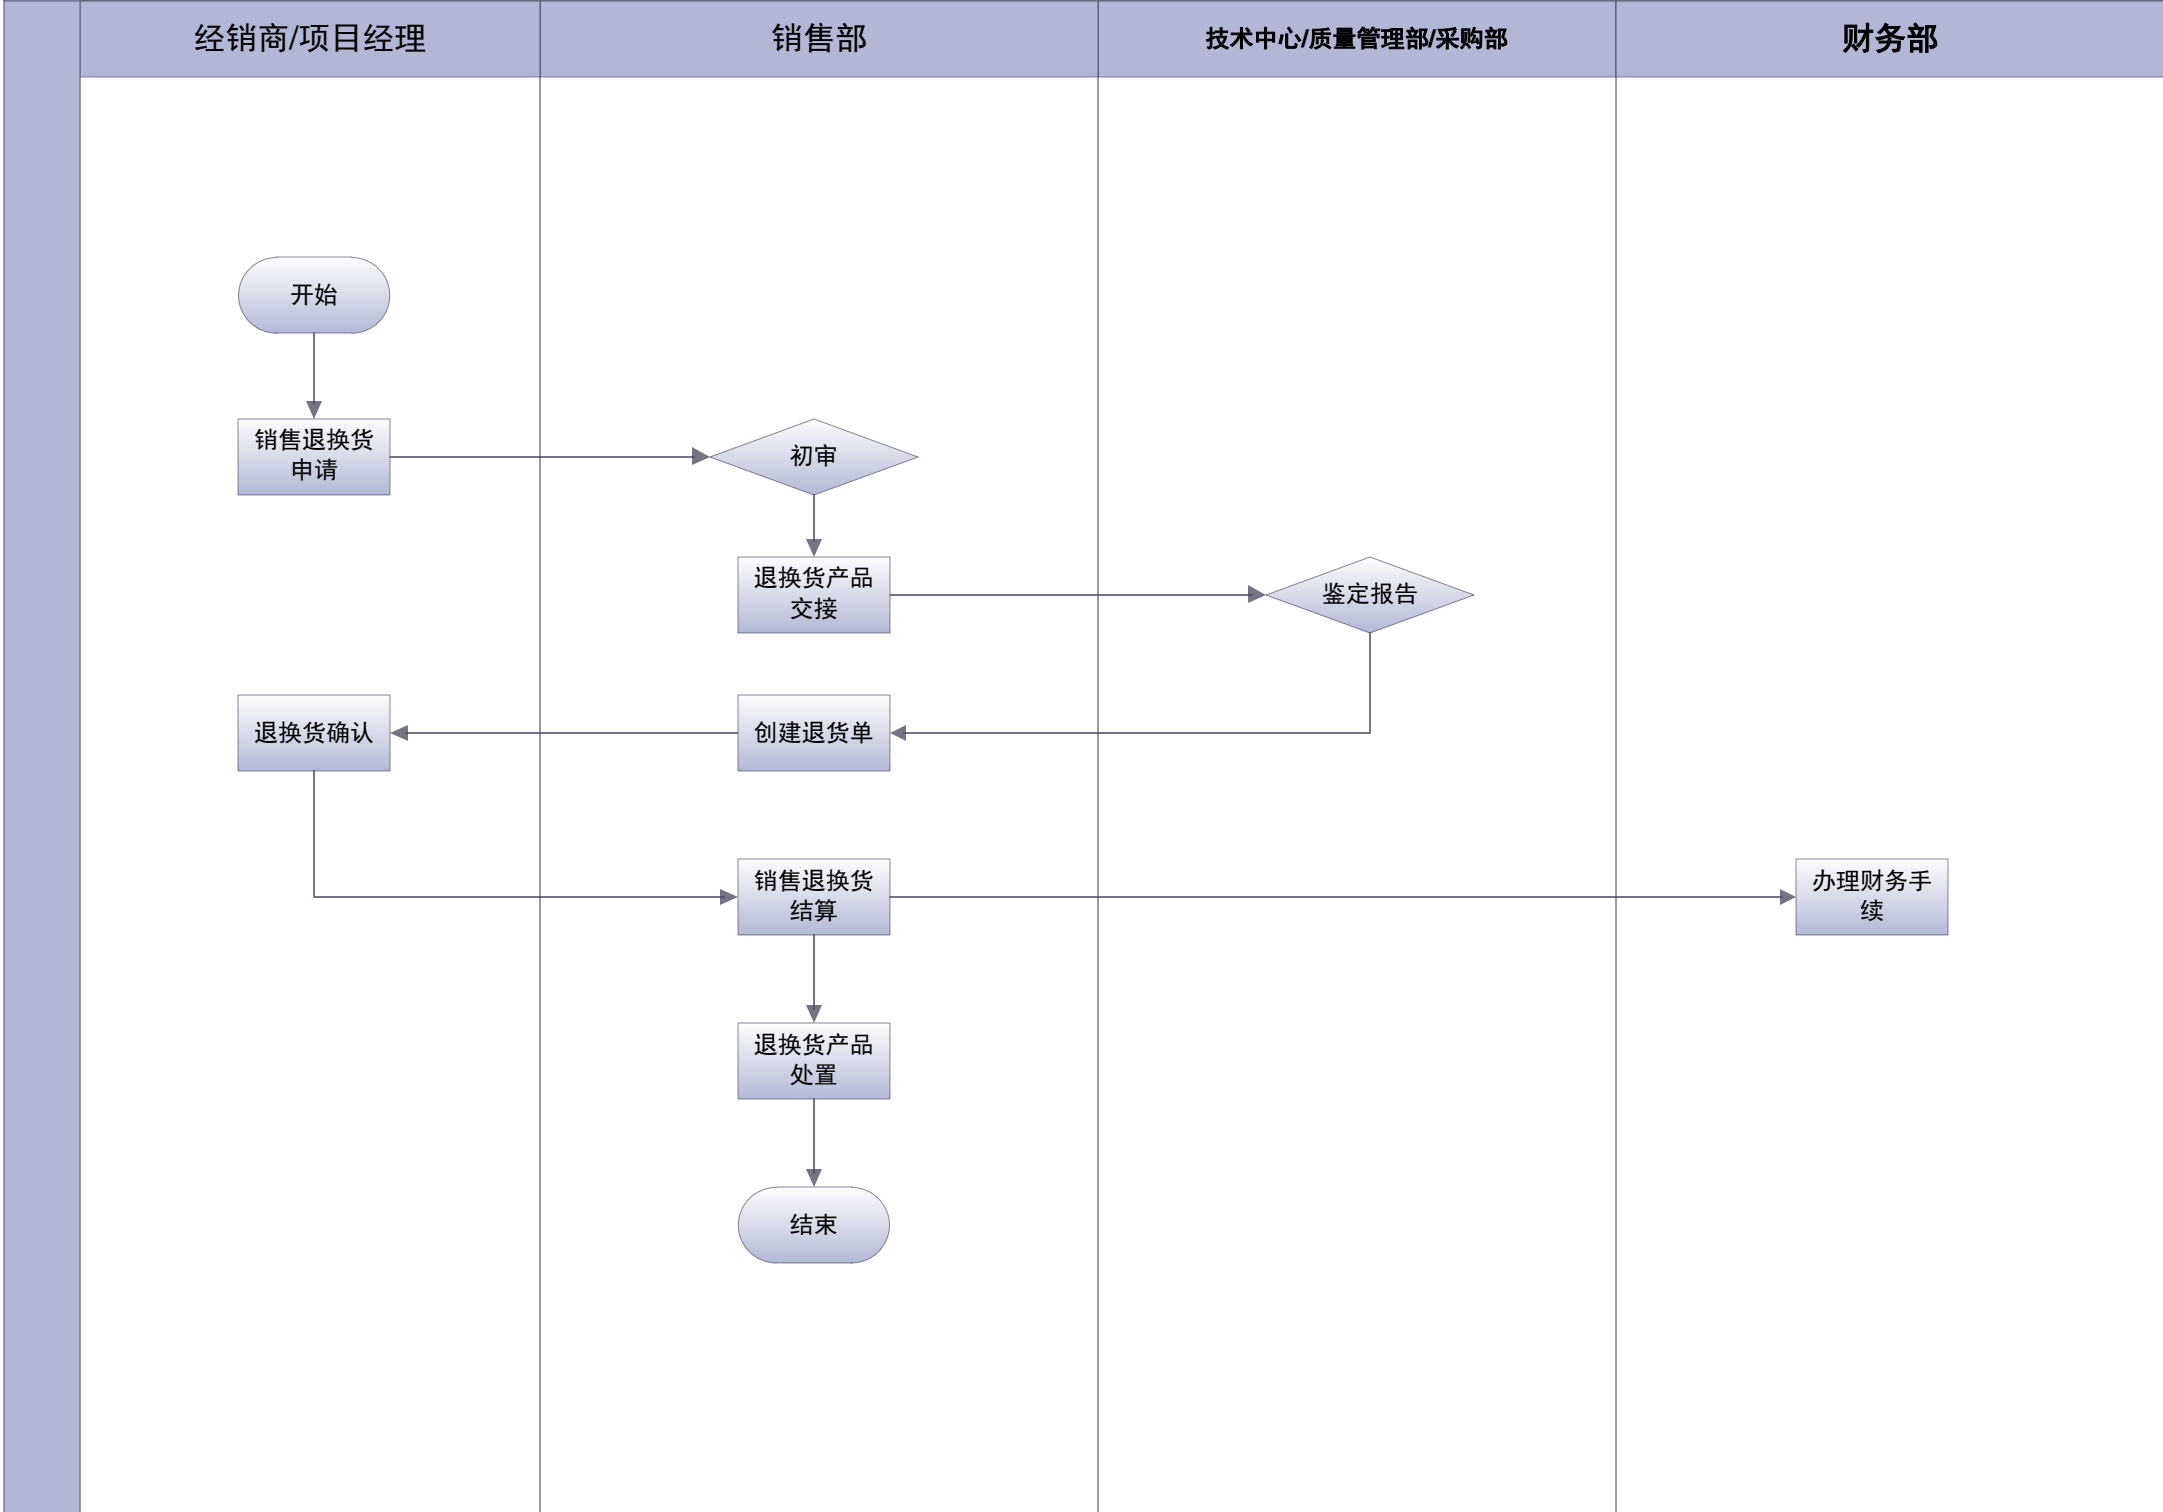 经销商/项目经理
销售部
技术中心/质量管理部/采购部
财务部
开始
销售退换货
申请
初审
退换货产品
交接
鉴定报告
退换货确认
创建退货单
销售退换货
结算
办理财务手
续
退换货产品
处置
结束